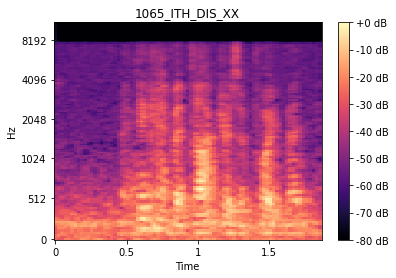 1065_ITH_DIS_XX
+0 dB
8192
-10 dB
4096
-20 dB
-30 dB
2048
Hz
-40 dB
1024
-50 dB
512
-60 dB
-70 dB
0
-80 dB
0
0.5
1
1.5
Time